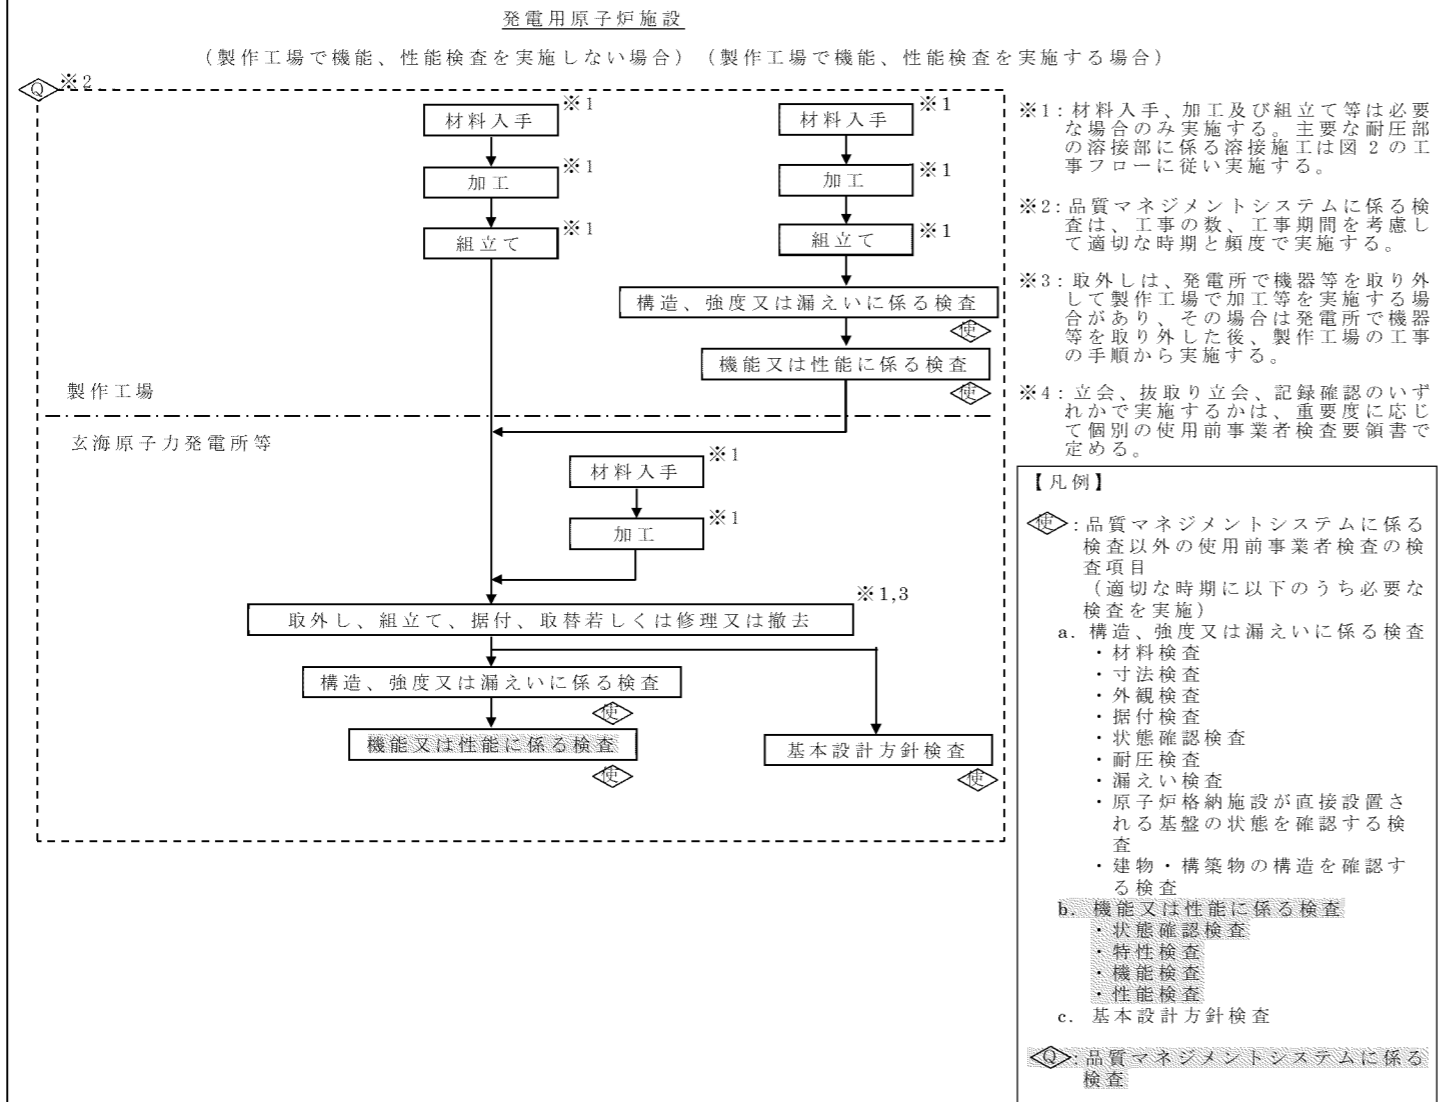 発電用原子炉施設
（製作工場で機能、性能検査を実施しない場合）（製作工場で機能、性能検査を実施する場合）
Q ※2
材料入手 ※1
加工 ※1
組立て ※1
材料入手 ※1
加工 ※1
組立て ※1
構造、強度又は漏えいに係る検査
使
機能又は性能に係る検査
使
製作工場
玄海原子力発電所等
材料入手 ※1
加工 ※1
※1,3
取外し、組立て、据付、取替若しくは修理又は撤去
構造、強度又は漏えいに係る検査
使
機能又は性能に係る検査
使
基本設計方針検査
使
※1：材料入手、加工及び組立て等は必要
な場合のみ実施する。主要な耐圧部
の溶接部に係る溶接施工は図2の工
事フローに従い実施する。
※2：品質マネジメントシステムに係る検
査は、工事の数、工事期間を考慮し
て適切な時期と頻度で実施する。
※3：取外しは、発電所で機器等を取り外
して製作工場で加工等を実施する場
合があり、その場合は発電所で機器
等を取り外した後、製作工場の工事
の手順から実施する。
※4：立会、抜取り立会、記録確認のいず
れかで実施するかは、重要度に応じ
て個別の使用前事業者検査要領書で
定める。
【凡例】
使：品質マネジメントシステムに係る
検査以外の使用前事業者検査の検
査項目
（適切な時期に以下のうち必要な
検査を実施）
a. 構造、強度又は漏えいに係る検査
・材料検査
・寸法検査
・外観検査
・据付検査
・状態確認検査
・耐圧検査
・漏えい検査
・原子炉格納施設が直接設置さ
れる基盤の状態を確認する検
査
・建物・構築物の構造を確認す
る検査
b. 機能又は性能に係る検査
・状態確認検査
・特性検査
・機能検査
・性能検査
c. 基本設計方針検査
Q：品質マネジメントシステムに係る
検査